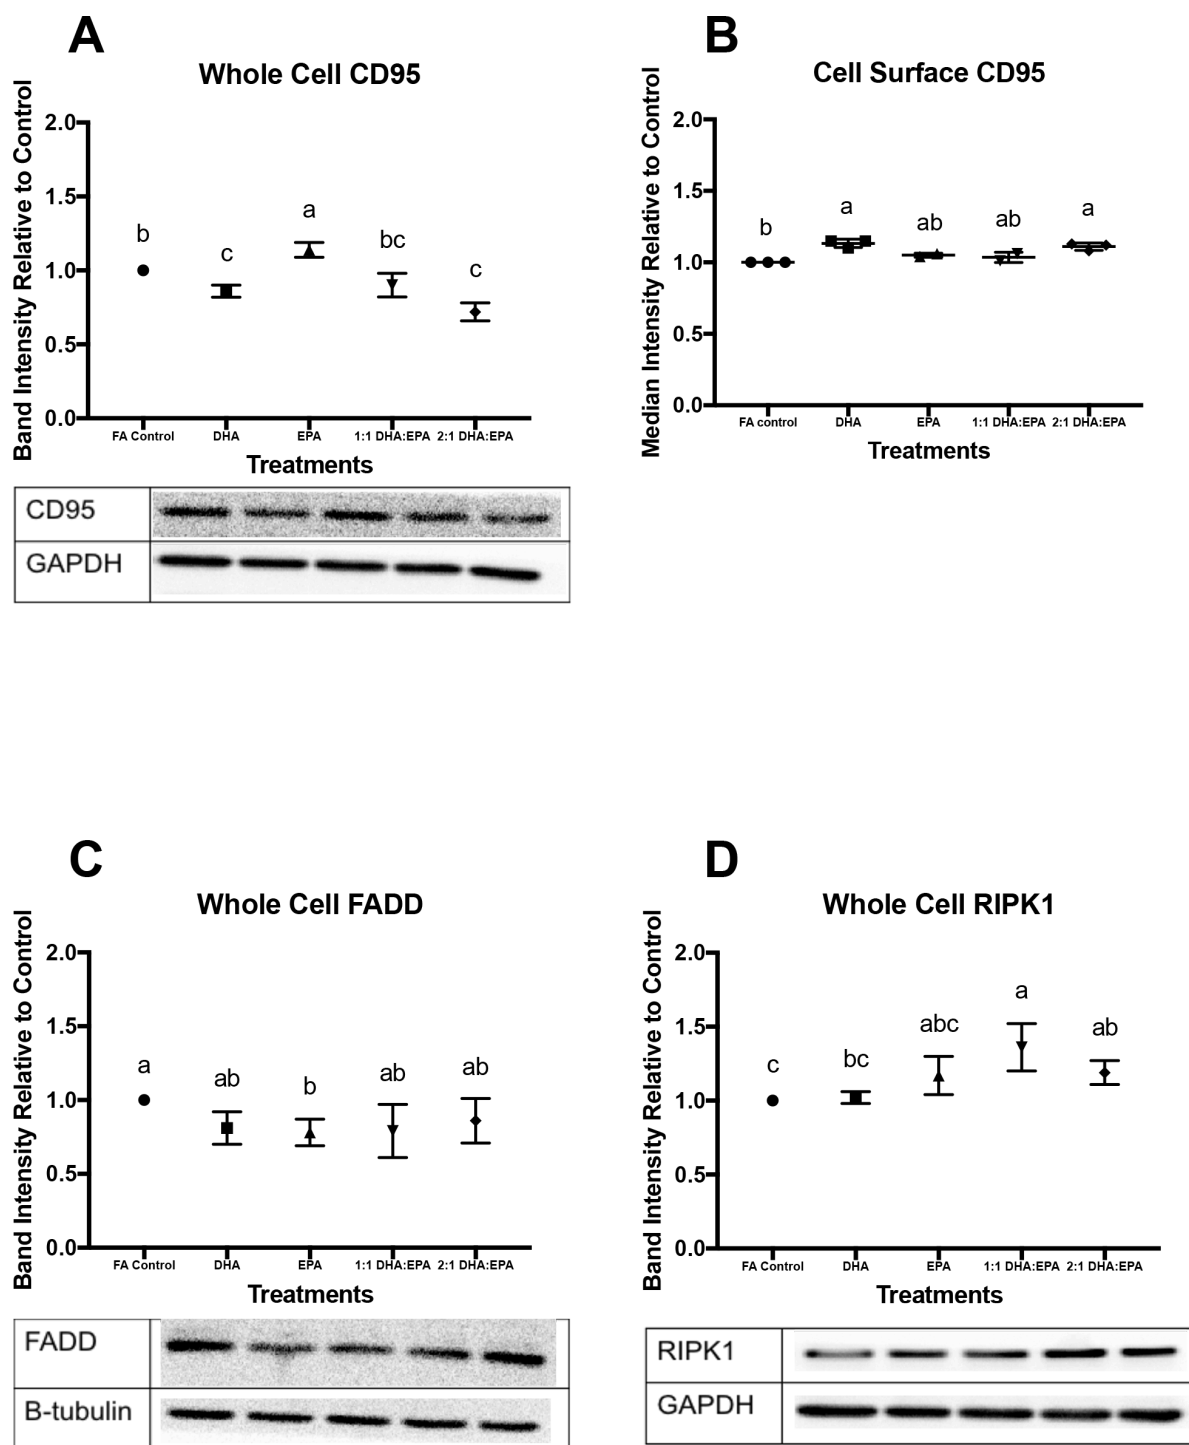 A
Whole Cell CD95
Band Intensity Relative to Control
2.0
1.5
1.0
0.5
0.0
b
c
a
bc
c
FA Control DHA EPA 1:1 DHA:EPA 2:1 DHA:EPA
Treatments
CD95
GAPDH
B
Cell Surface CD95
Median Intensity Relative to Control
2.0
1.5
1.0
0.5
0.0
b
a
ab
ab
a
FA control DHA EPA 1:1 DHA:EPA 2:1 DHA:EPA
Treatments
C
Whole Cell FADD
Band Intensity Relative to Control
2.0
1.5
1.0
0.5
0.0
a
ab
b
ab
ab
FA Control DHA EPA 1:1 DHA:EPA 2:1 DHA:EPA
Treatments
FADD
B-tubulin
D
Whole Cell RIPK1
Band Intensity Relative to Control
2.0
1.5
1.0
0.5
0.0
c
bc
abc
a
ab
FA Control DHA EPA 1:1 DHA:EPA 2:1 DHA:EPA
Treatments
RIPK1
GAPDH